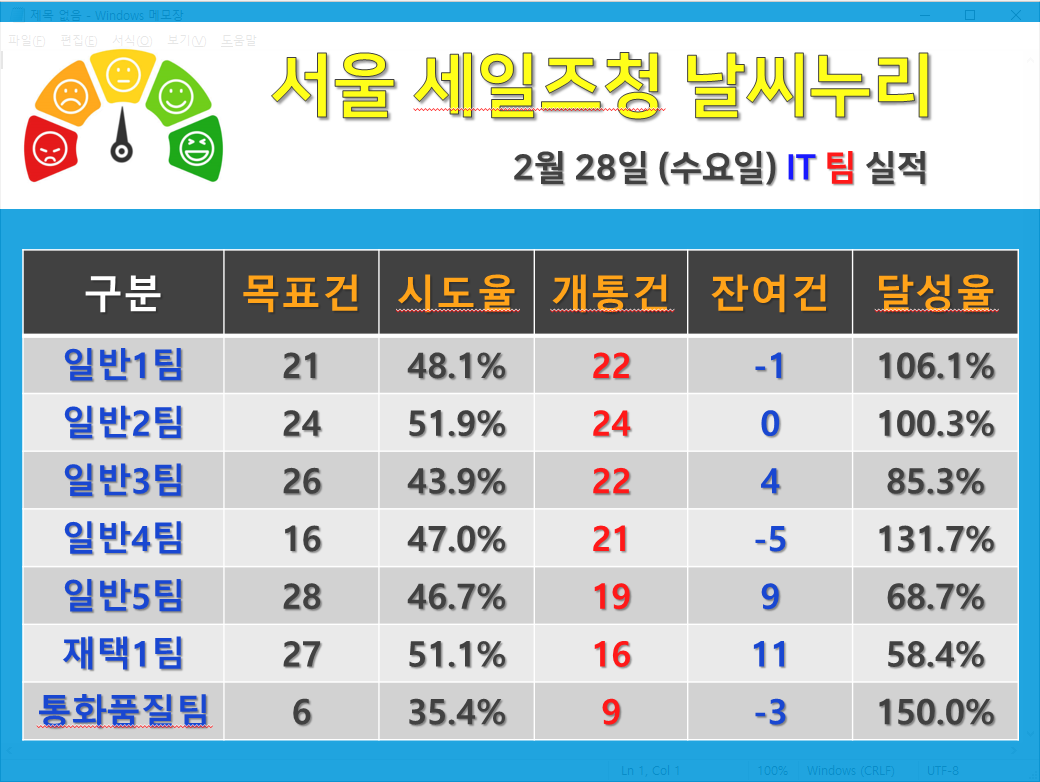 제목 없음 - Windows 메모장
파일(F) 편집(E) 서식(O) 보기(V) 도움말
서울 세일즈청 날씨누리
2월 28일 (수요일) IT 팀 실적
구분 목표건 시도율 개통건 잔여건 달성율
일반1팀 21 48.1% 22 -1 106.1%
일반2팀 24 51.9% 24 0 100.3%
일반3팀 26 43.9% 22 4 85.3%
일반4팀 16 47.0% 21 -5 131.7%
일반5팀 28 46.7% 19 9 68.7%
재택1팀 27 51.1% 16 11 58.4%
통화품질팀 6 35.4% 9 -3 150.0%
Ln 1, Col 1 100% Windows (CRLF) UTF-8